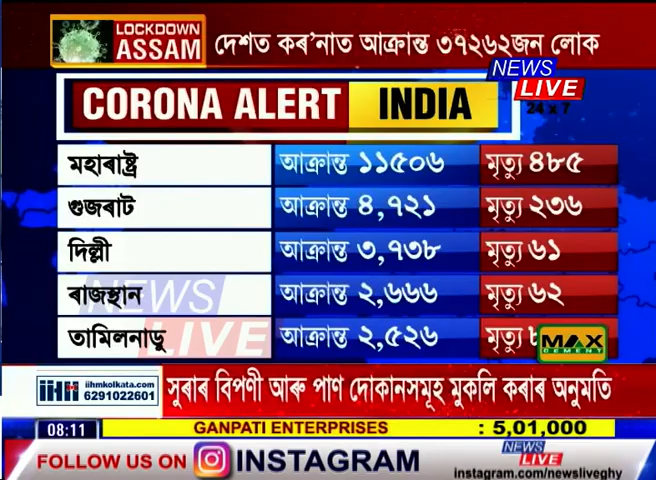 LOCKDOWN
ASSAM
দেশত কৰ'নাত আক্ৰান্ত ৩৭২৬২জন লোক
NEWS
LIVE
24 x 7
CORONA ALERT INDIA
মহাৰাষ্ট্ৰ আক্ৰান্ত ১১৫০৬ মৃত্যু ৪৮৫
গুজৰাট আক্ৰান্ত ৪,৭২১ মৃত্যু ২৩৬
দিল্লী আক্ৰান্ত ৩,৭৩৮ মৃত্যু ৬১
ৰাজস্থান আক্ৰান্ত ২,৬৬৬ মৃত্যু ৬২
তামিলনাডু আক্ৰান্ত ২,৫২৬ মৃত্যু
NEWS
LIVE
MAX
CEMENT
iihm
iihmkolkata.com
6291022601
সুৰাৰ বিপণী আৰু পাণ দোকানসমূহ মুকলি কৰাৰ অনুমতি
08:11 GANPATI ENTERPRISES : 5,01,000
FOLLOW US ON INSTAGRAM
NEWS
LIVE
instagram.com/newsliveghy